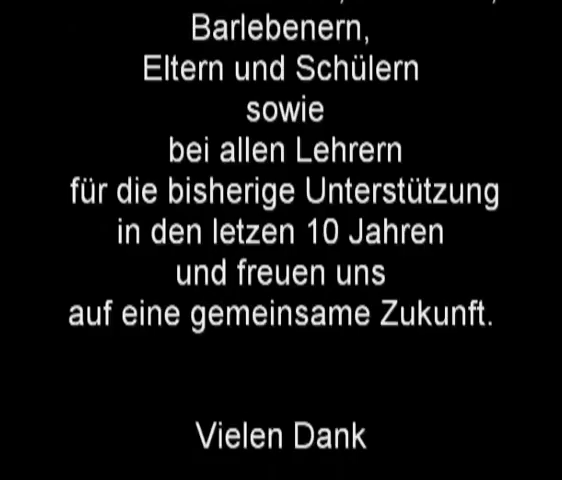 Barlebenern,
Eltern und Schülern
sowie
bei allen Lehrern
für die bisherige Unterstützung
in den letzen 10 Jahren
und freuen uns
auf eine gemeinsame Zukunft.
Vielen Dank